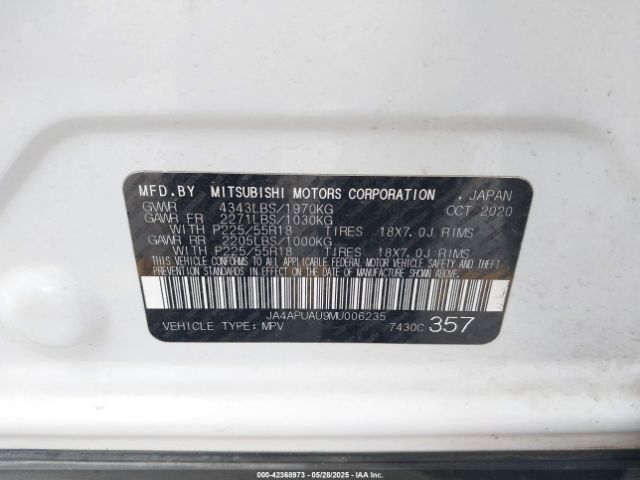 MFD.BY MITSUBISHI MOTORS CORPORATION . JAPAN
GVWR 4343LBS/1970KG OCT 2020
GAWR FR 2271LBS/1030KG
WITH P225/55R18 TIRES 18X7.0J RIMS
GAWR RR 2205LBS/1000KG
WITH P225/55R18 TIRES 18X7.0J RIMS
THIS VEHICLE CONFORMS TO ALL APPLICABLE FEDERAL MOTOR VEHICLE SAFETY, BUMPER, AND THEFT
PREVENTION STANDARDS IN EFFECT ON THE DATE OF MANUFACTURE SHOWN ABOVE.
JA4APUAU9MU006235
VEHICLE TYPE: MPV 7430C 357
000-42368973 | 05/28/2025 | IAA Holdings, LLC